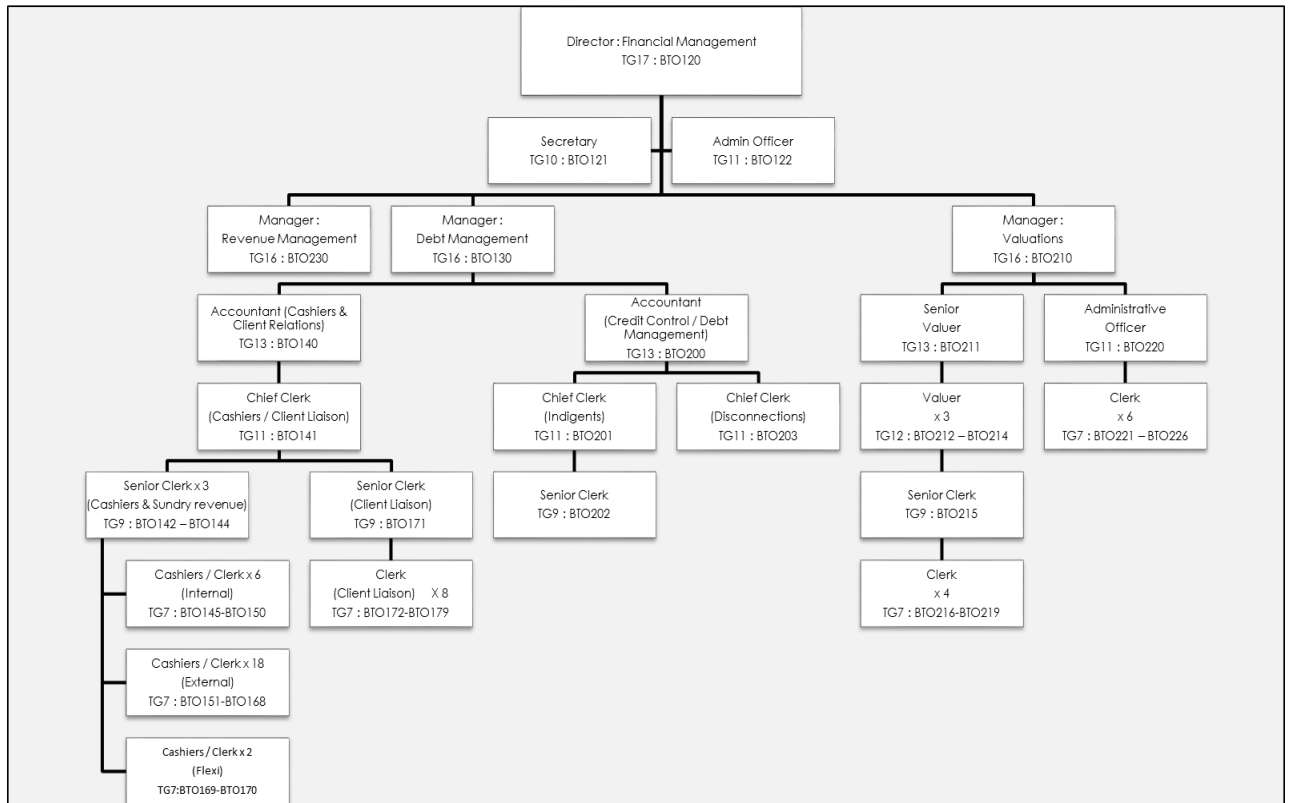 Director : Financial Management
TG17 : BTO120
Secretary
TG10 : BTO121
Admin Officer
TG11 : BTO122
Manager :
Revenue Management
TG16 : BTO230
Manager :
Debt Management
TG16 : BTO130
Manager :
Valuations
TG16 : BTO210
Accountant (Cashiers &
Client Relations)
TG13 : BTO140
Accountant
(Credit Control / Debt
Management)
TG13 : BTO200
Senior
Valuer
TG13 : BTO211
Administrative
Officer
TG11 : BTO220
Chief Clerk
(Cashiers / Client Liaison)
TG11 : BTO141
Chief Clerk
(Indigents)
TG11 : BTO201
Chief Clerk
(Disconnections)
TG11 : BTO203
Valuer
x 3
TG12 : BTO212 – BTO214
Clerk
x 6
TG7 : BTO221 – BTO226
Senior Clerk x 3
(Cashiers & Sundry revenue)
TG9 : BTO142 – BTO144
Senior Clerk
(Client Liaison)
TG9 : BTO171
Senior Clerk
TG9 : BTO202
Senior Clerk
TG9 : BTO215
Cashiers / Clerk x 6
(Internal)
TG7 : BTO145-BTO150
Clerk
(Client Liaison) X 8
TG7 : BTO172-BTO179
Clerk
x 4
TG7 : BTO216-BTO219
Cashiers / Clerk x 18
(External)
TG7 : BTO151-BTO168
Cashiers / Clerk x 2
(Flexi)
TG7:BTO169-BTO170